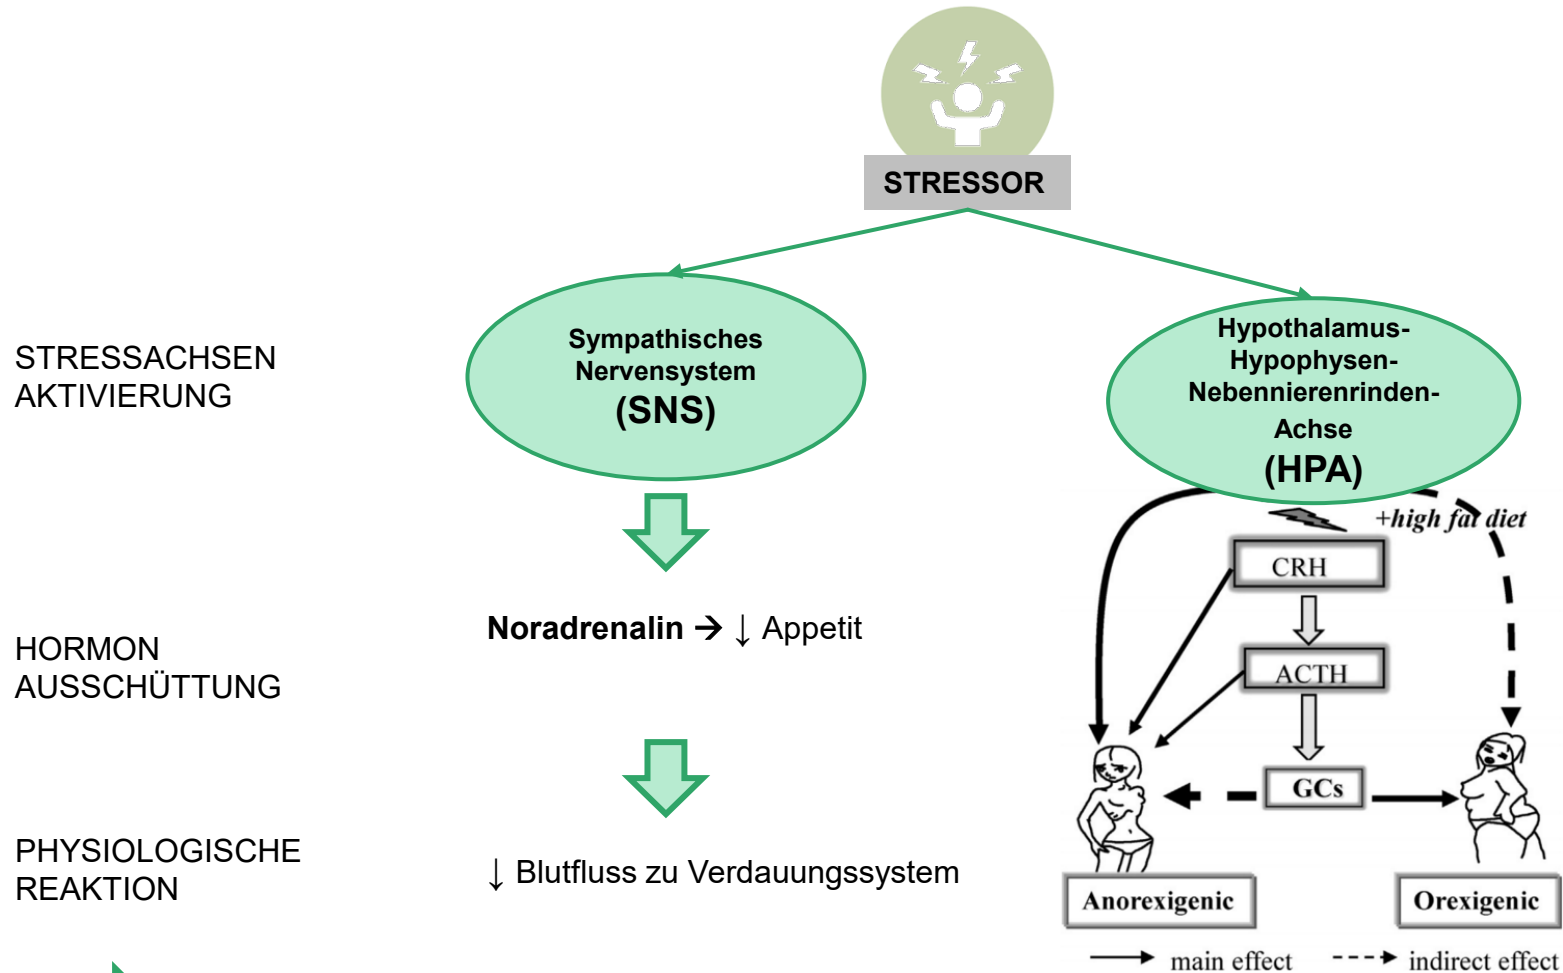 STRESSOR
STRESSACHSEN
AKTIVIERUNG
Sympathisches
Nervensystem
(SNS)
Hypothalamus-
Hypophysen-
Nebennierenrinden-
Achse
(HPA)
+high fat diet
CRH
HORMON
AUSSCHÜTTUNG
Noradrenalin → ↓ Appetit
ACTH
GCs
PHYSIOLOGISCHE
REAKTION
↓ Blutfluss zu Verdauungssystem
Anorexigenic
Orexigenic
main effect
indirect effect